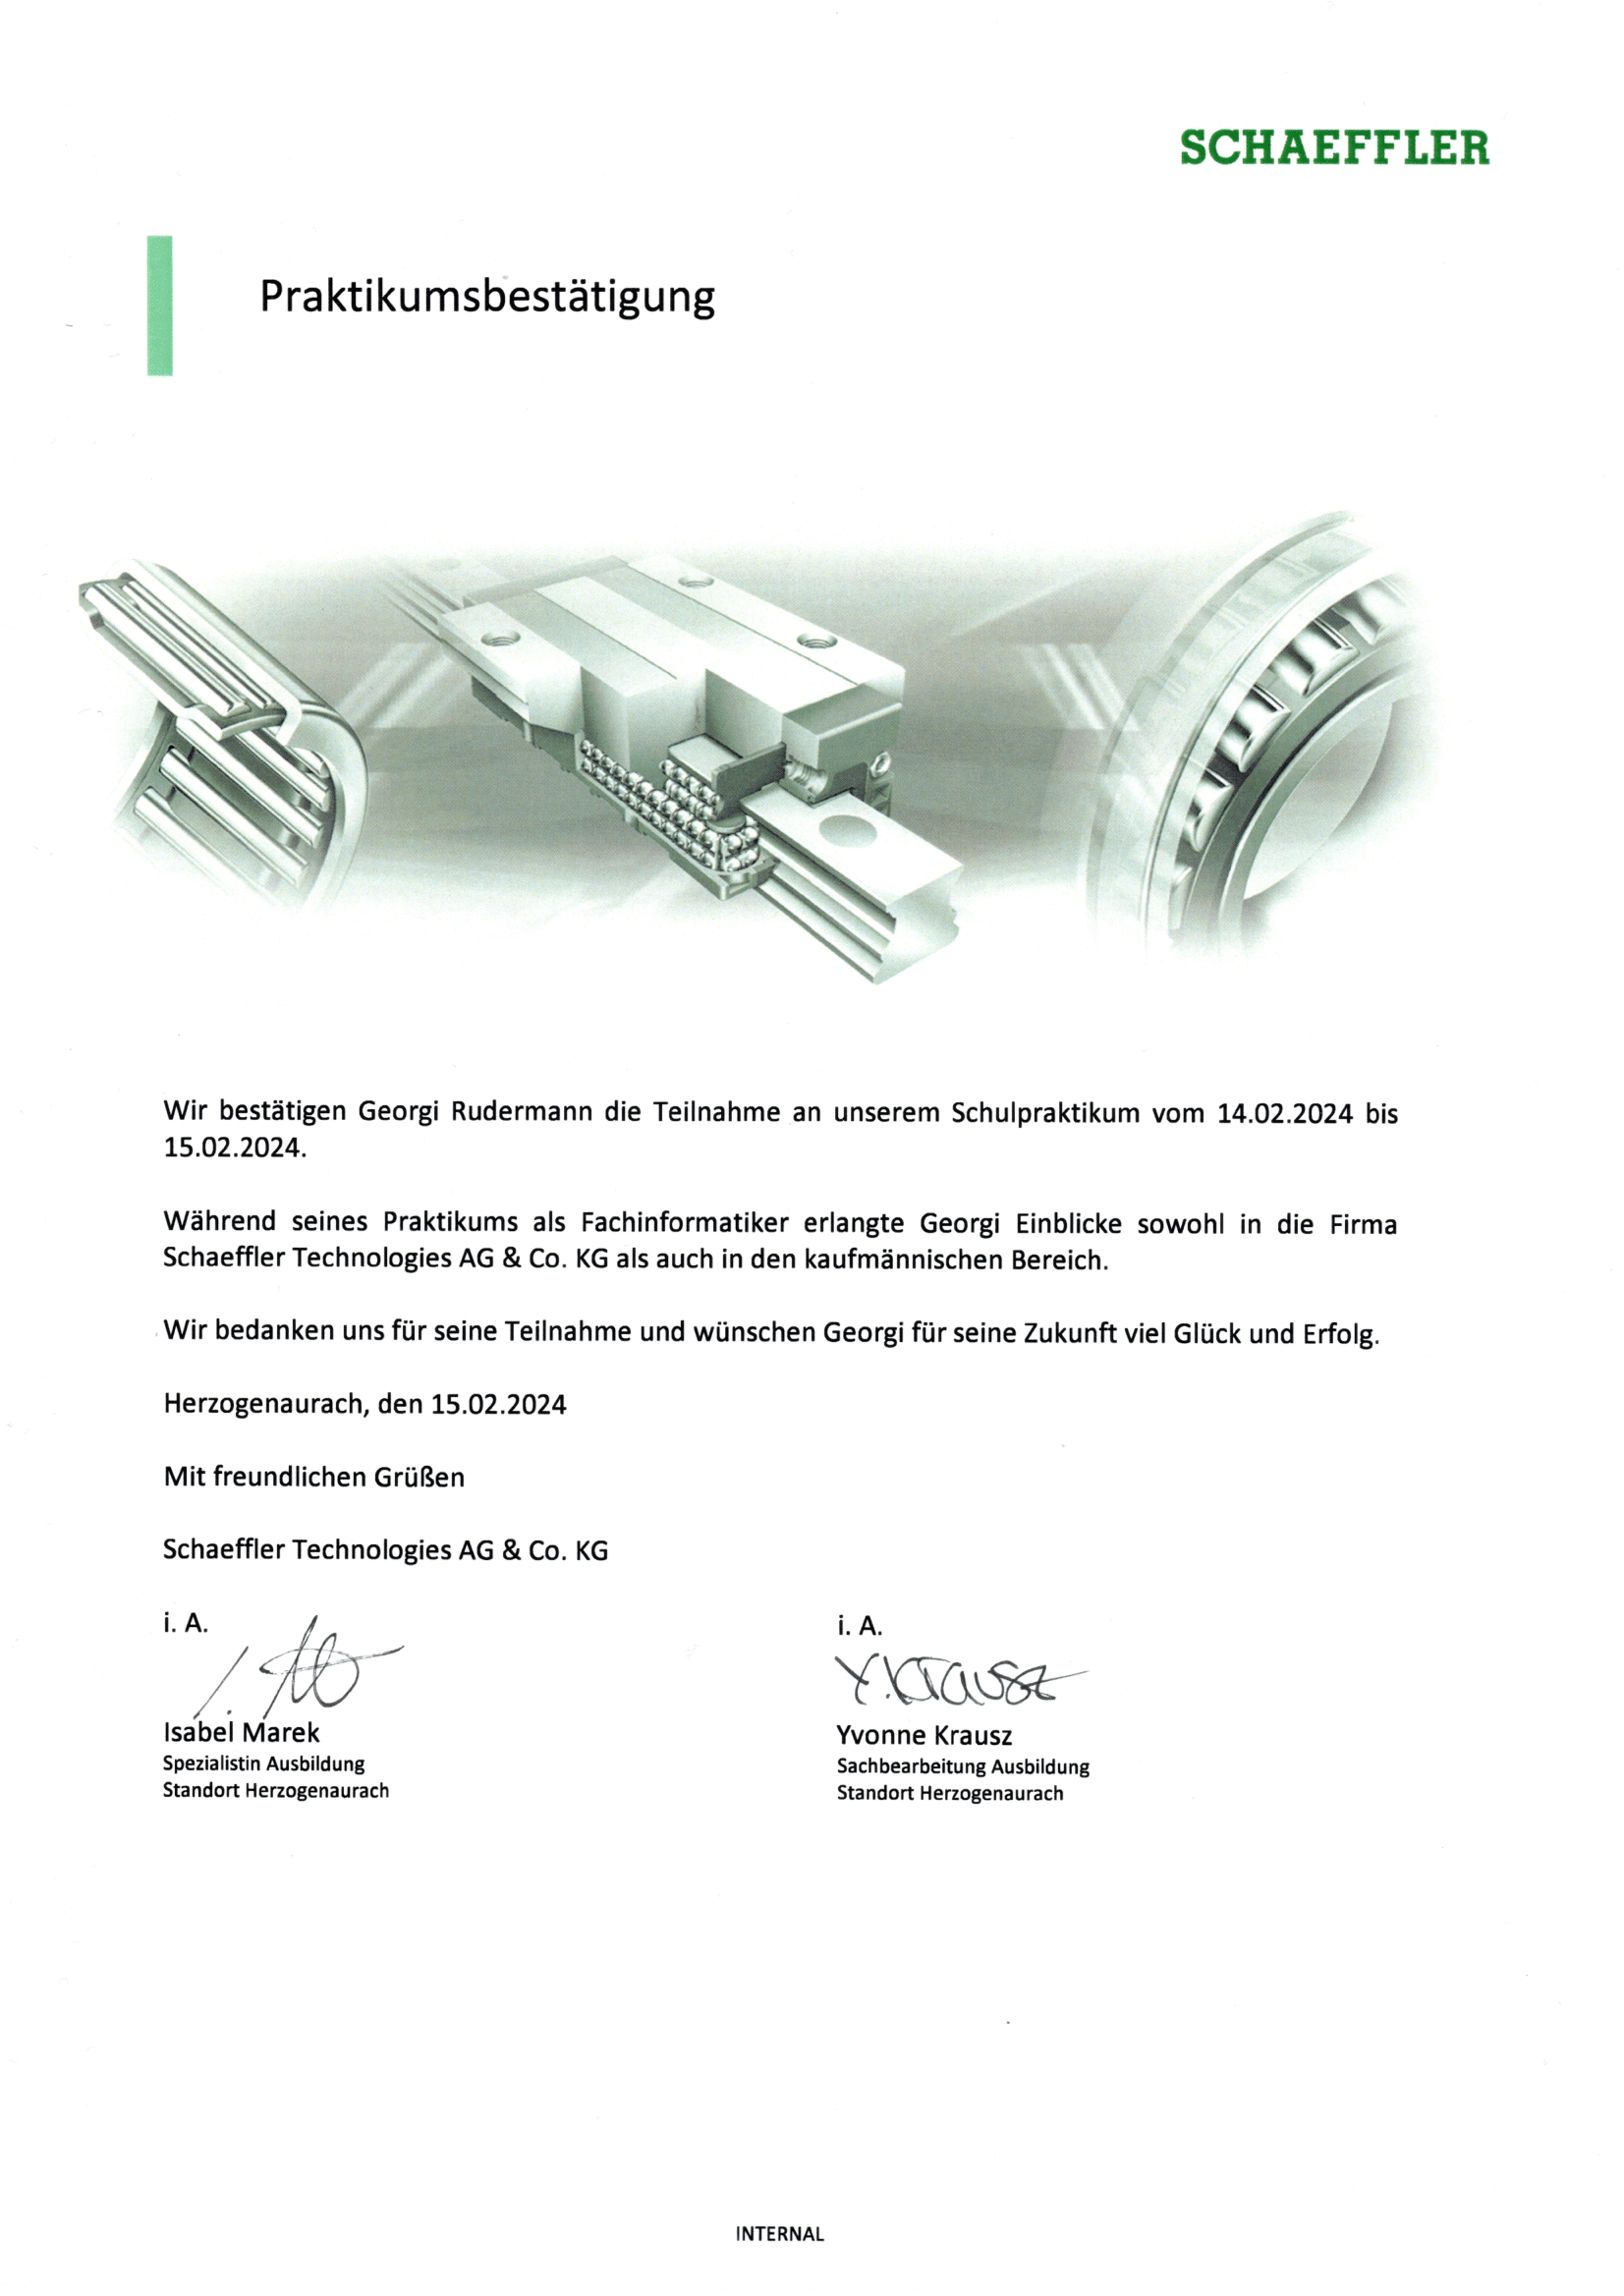 SCHAEFFLER
Praktikumsbestätigung
Wir bestätigen Georgi Rudermann die Teilnahme an unserem Schulpraktikum vom 14.02.2024 bis
15.02.2024.
Während seines Praktikums als Fachinformatiker erlangte Georgi Einblicke sowohl in die Firma
Schaeffler Technologies AG & Co. KG als auch in den kaufmännischen Bereich.
Wir bedanken uns für seine Teilnahme und wünschen Georgi für seine Zukunft viel Glück und Erfolg.
Herzogenaurach, den 15.02.2024
Mit freundlichen Grüßen
Schaeffler Technologies AG & Co. KG
i. A.
Isabel Marek
Spezialistin Ausbildung
Standort Herzogenaurach
i. A.
Y. Krausz
Yvonne Krausz
Sachbearbeitung Ausbildung
Standort Herzogenaurach
INTERNAL